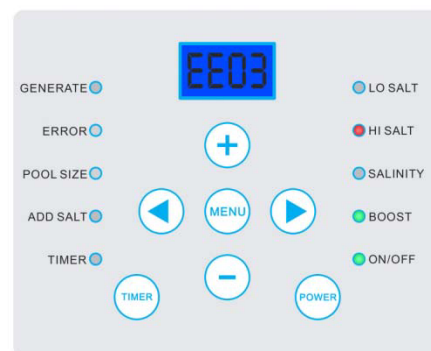 EE03
GENERATE
ERROR
POOL SIZE
ADD SALT
TIMER
+
MENU
−
TIMER
POWER
LO SALT
HI SALT
SALINITY
BOOST
ON/OFF